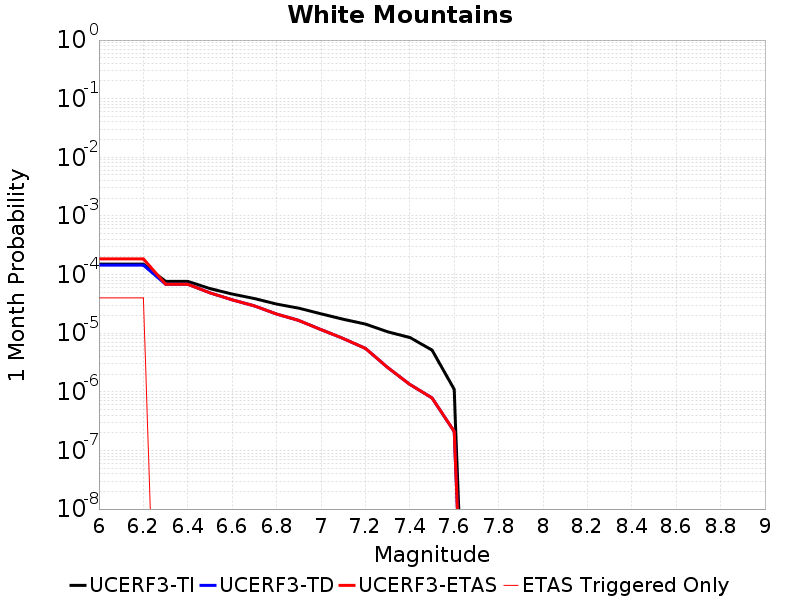 White Mountains
1 Month Probability
10^0
10^-1
10^-2
10^-3
10^-4
10^-5
10^-6
10^-7
10^-8
6 6.2 6.4 6.6 6.8 7 7.2 7.4 7.6 7.8 8 8.2 8.4 8.6 8.8 9
Magnitude
UCERF3-TI UCERF3-TD UCERF3-ETAS ETAS Triggered Only